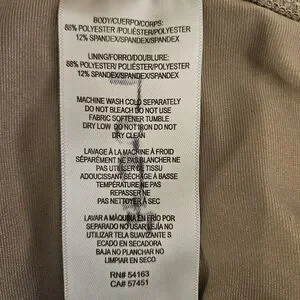 BODY/CUERPO/CORPS:
88% POLYESTER/POLIÉSTER/POLYESTER
12% SPANDEX/SPANDEX/SPANDEX
LINING/FORRO/DOUBLURE:
88% POLYESTER/POLIÉSTER/POLYESTER
12% SPANDEX/SPANDEX/SPANDEX
MACHINE WASH COLD SEPARATELY
DO NOT BLEACH DO NOT USE
FABRIC SOFTENER TUMBLE
DRY LOW DO NOT IRON DO NOT
DRY CLEAN
LAVAGE À LA MACHINE À FROID
SÉPARÉMENT NE PAS BLANCHER NE
PAS UTILISER DE TISSU
ADOUCISSANT SÉCHAGE À BASSE
TEMPÉRATURE NE PAS
REPASSER NE
PAS NETTOYER À SEC
LAVAR A MÁQUINA EN FRÍO POR
SEPARADO NO USAR LEJÍA NO
UTILIZAR TELA SUAVIZANTE S
ECADO EN SECADORA
BAJA NO PLANCHAR NO
LIMPIAR EN SECO
RN# 54163
CA# 57451